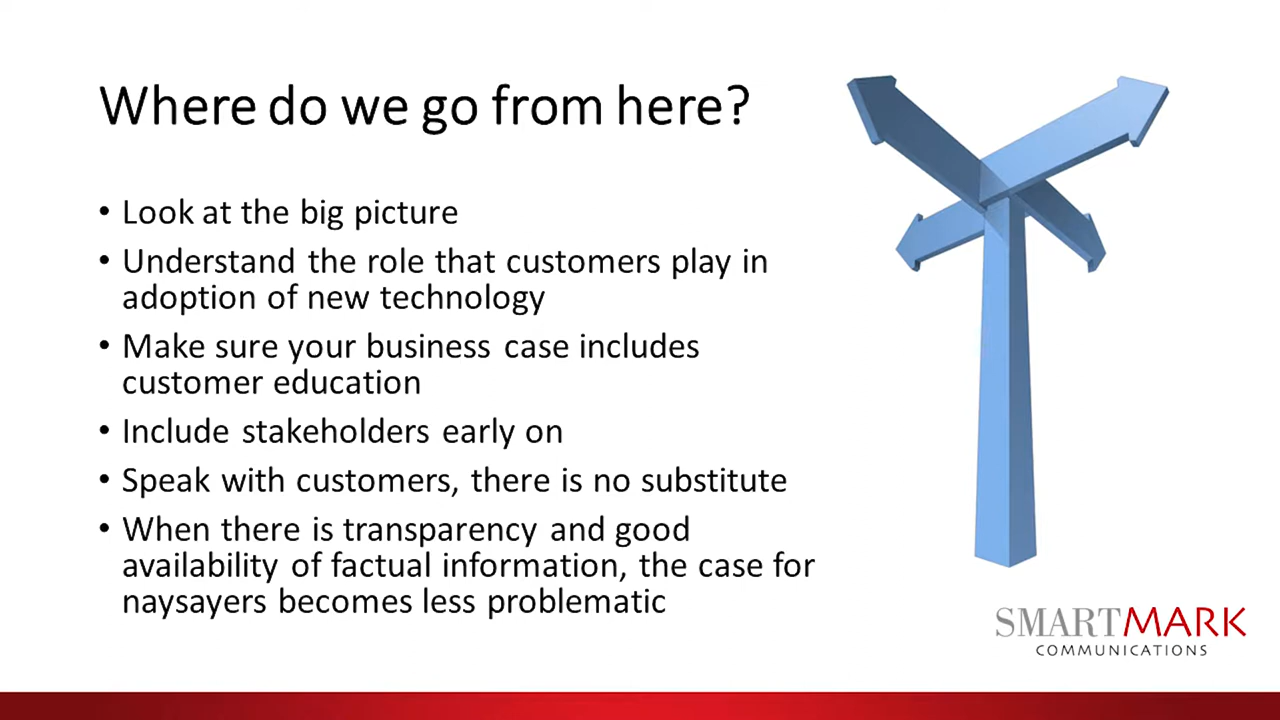 Where do we go from here?
• Look at the big picture
• Understand the role that customers play in
adoption of new technology
• Make sure your business case includes
customer education
• Include stakeholders early on
• Speak with customers, there is no substitute
• When there is transparency and good
availability of factual information, the case for
naysayers becomes less problematic
SMARTMARK
COMMUNICATIONS